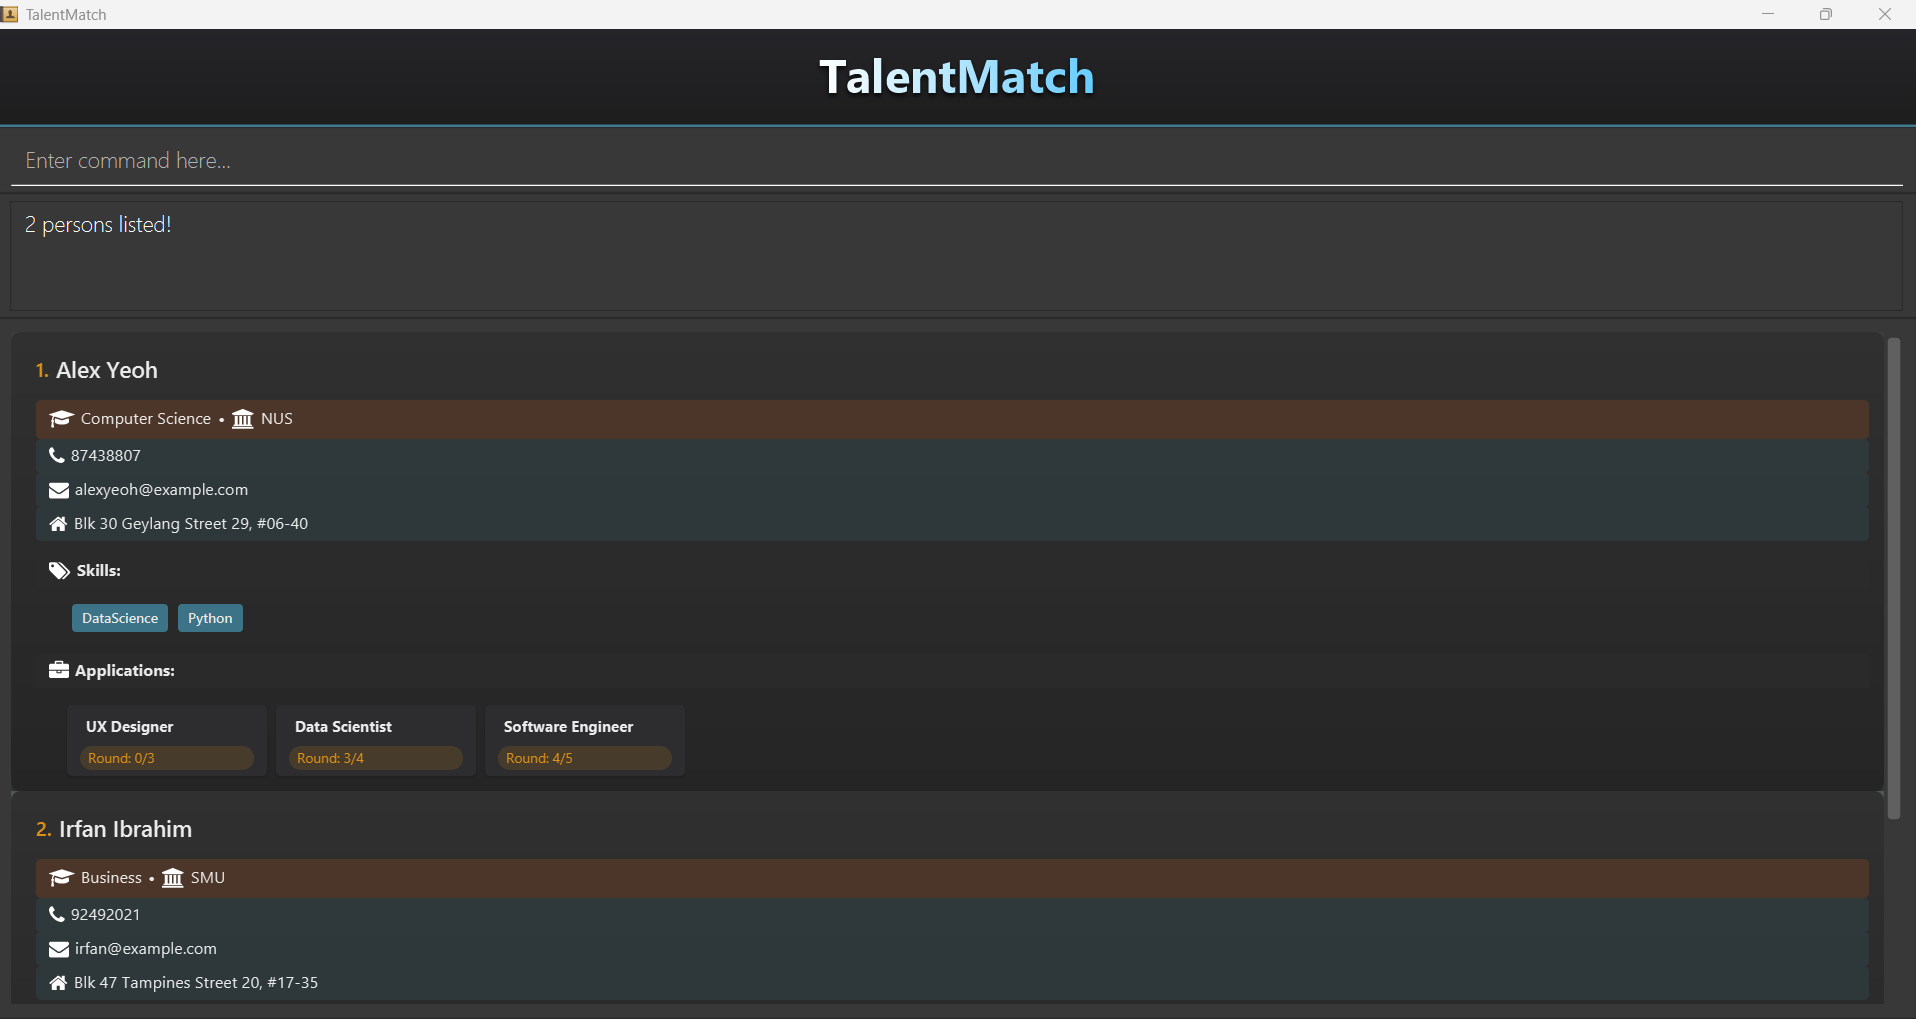 TalentMatch
TalentMatch
Enter command here...
2 persons listed!
1. Alex Yeoh
Computer Science • NUS
87438807
alexyeoh@example.com
Blk 30 Geylang Street 29, #06-40
Skills:
DataScience Python
Applications:
UX Designer Data Scientist Software Engineer
Round: 0/3 Round: 3/4 Round: 4/5
2. Irfan Ibrahim
Business • SMU
92492021
irfan@example.com
Blk 47 Tampines Street 20, #17-35